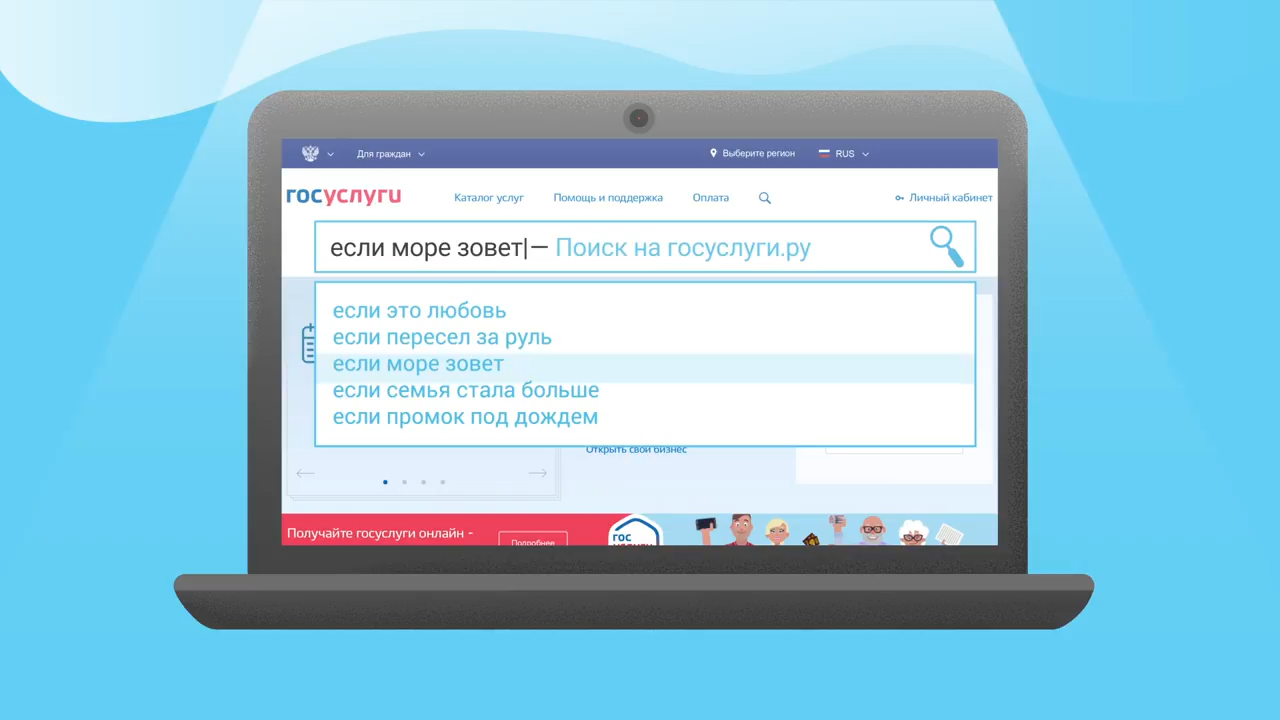 Для граждан
Выберите регион
RUS
госуслуги
Каталог услуг
Помощь и поддержка
Оплата
Личный кабинет
если море зовет|— Поиск на госуслуги.ру
если это любовь
если пересел за руль
если море зовет
если семья стала больше
если промок под дождем
Открыть свой бизнес
Получайте госуслуги онлайн -
Подробнее
гос
услуги